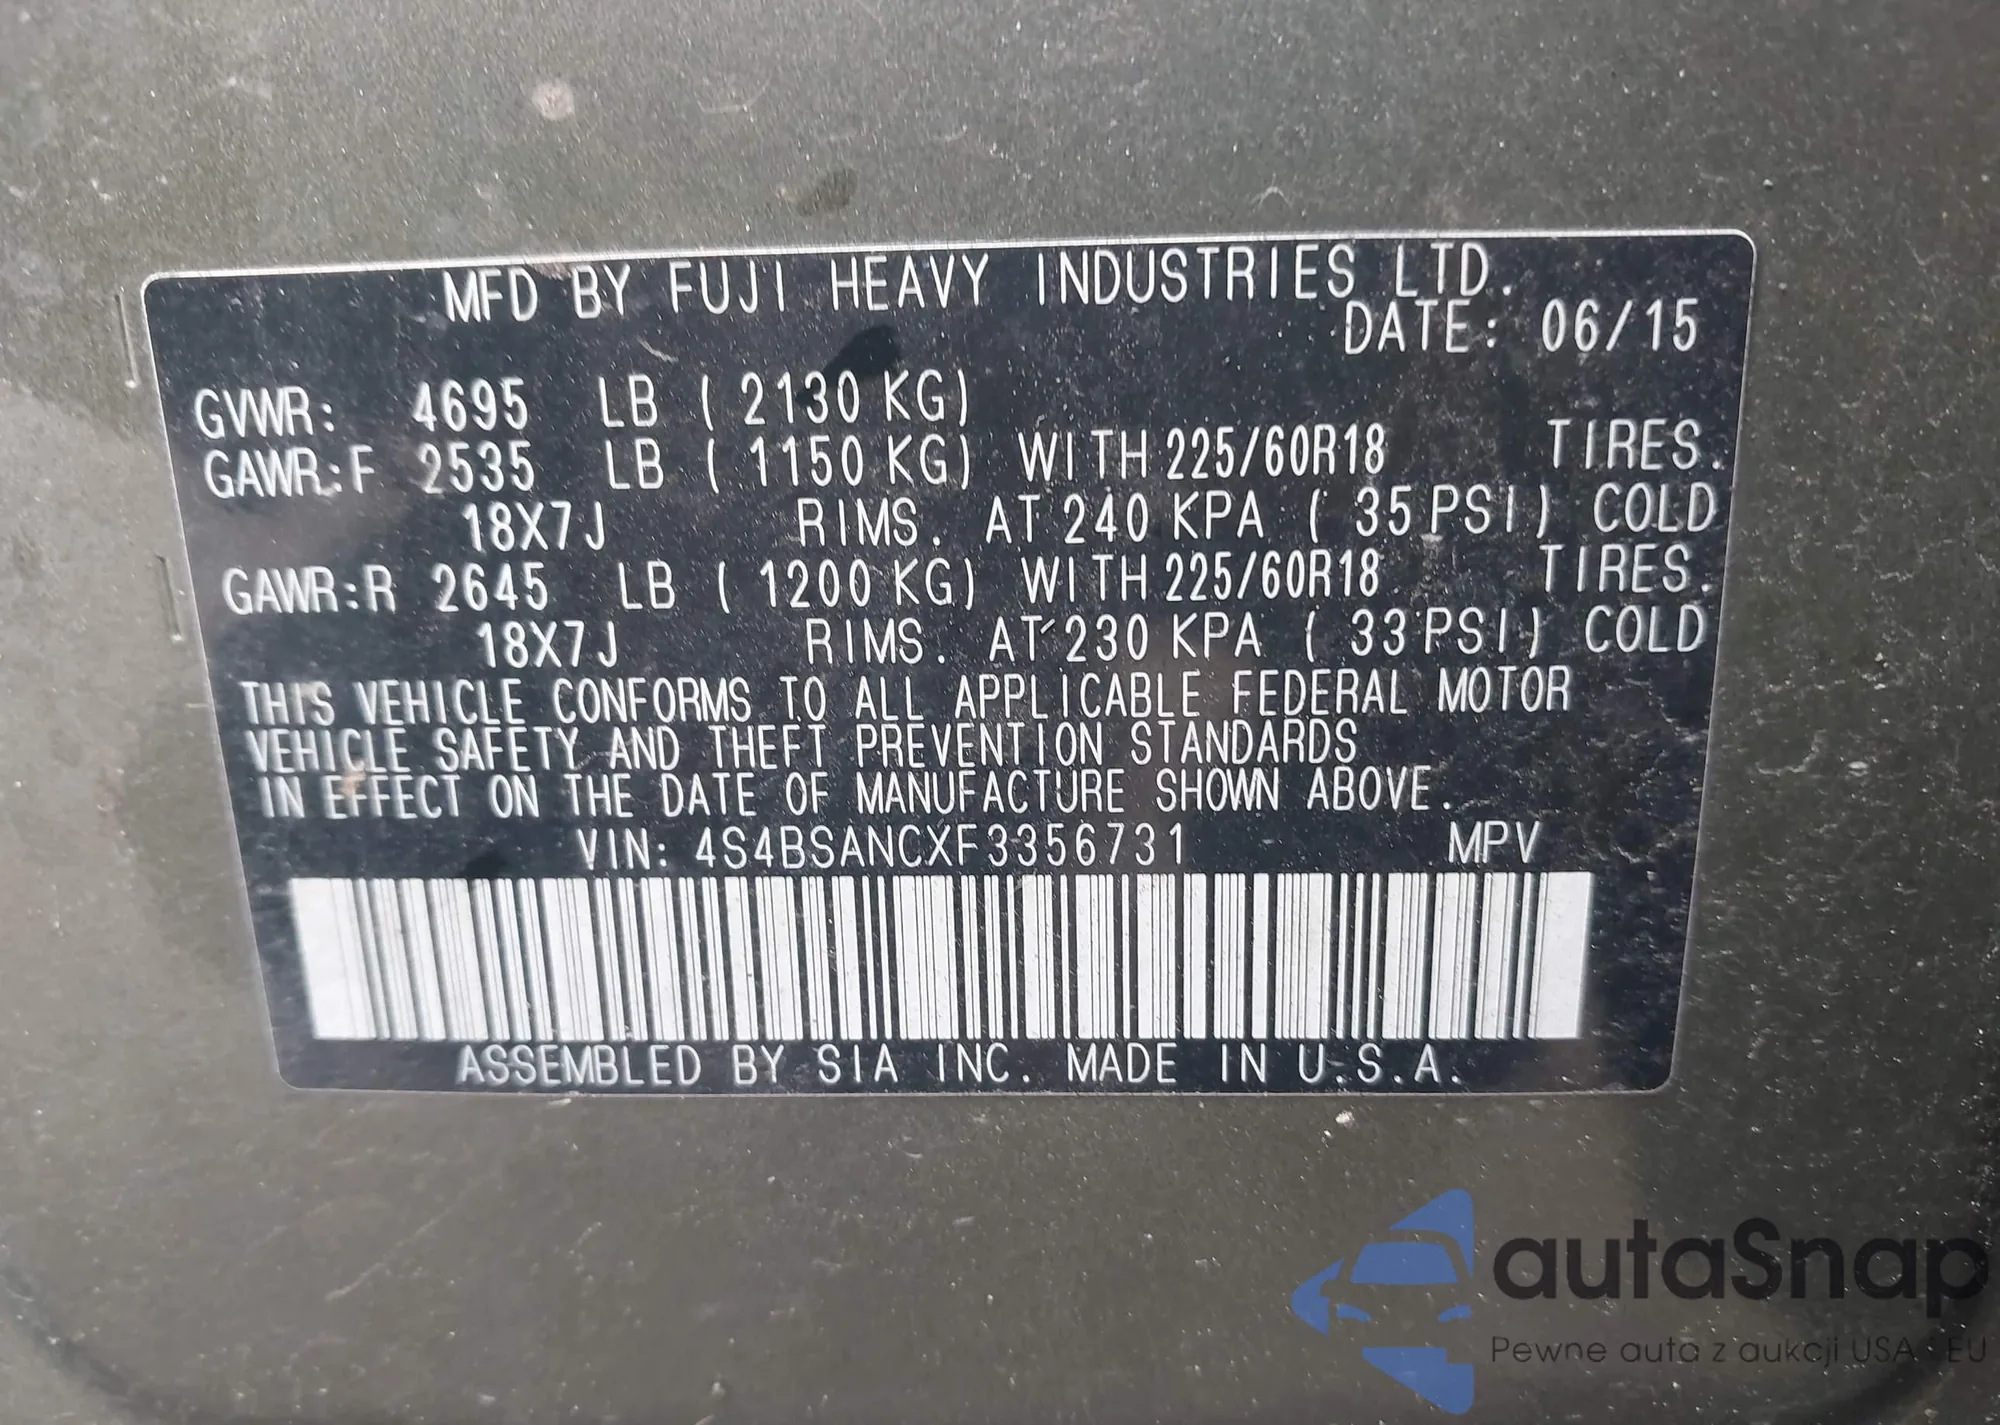 MFD BY FUJI HEAVY INDUSTRIES LTD.
DATE: 06/15
GVWR: 4695 LB ( 2130 KG)
GAWR:F 2535 LB ( 1150 KG) WITH 225/60R18 TIRES.
18X7J RIMS. AT 240 KPA ( 35 PSI) COLD
GAWR:R 2645 LB ( 1200 KG) WITH 225/60R18 TIRES.
18X7J RIMS. AT 230 KPA ( 33 PSI) COLD
THIS VEHICLE CONFORMS TO ALL APPLICABLE FEDERAL MOTOR
VEHICLE SAFETY AND THEFT PREVENTION STANDARDS
IN EFFECT ON THE DATE OF MANUFACTURE SHOWN ABOVE.
VIN: 4S4BSANCXF3356731 MPV
ASSEMBLED BY SIA INC. MADE IN U.S.A.
autaSnap
Pewne auta z aukcji USA i EU